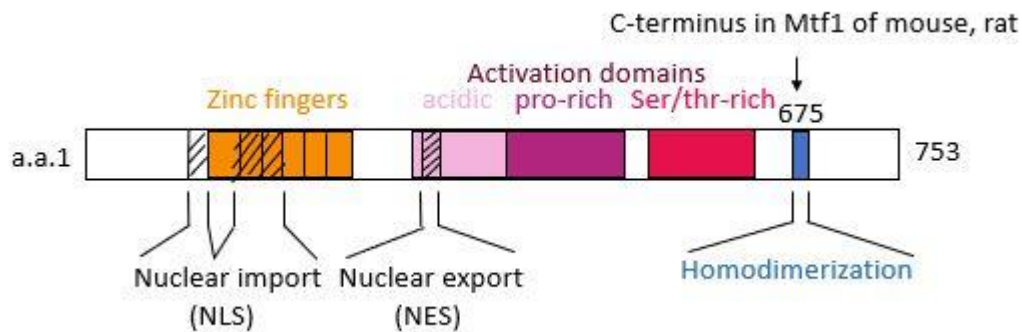 C-terminus in Mtf1 of mouse, rat
Activation domains
Zinc fingers acidic pro-rich Ser/thr-rich 675
a.a.1 753
Nuclear import Nuclear export Homodimerization
(NLS) (NES)